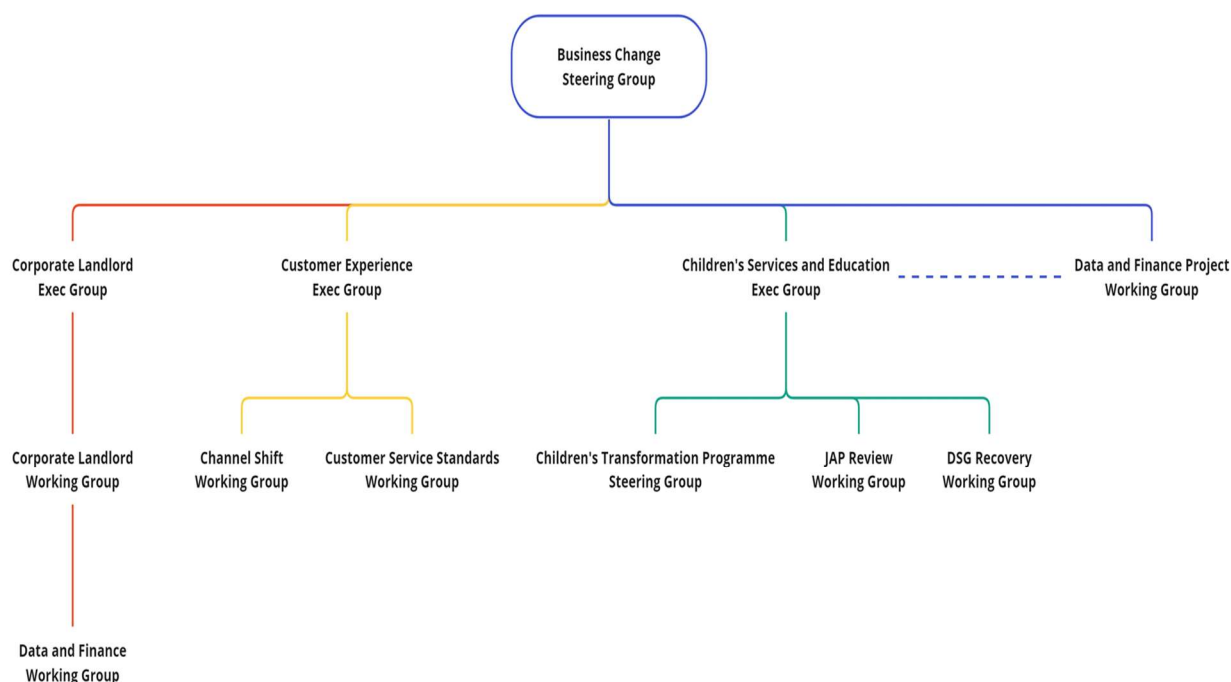 Business Change
Steering Group
Corporate Landlord
Exec Group
Customer Experience
Exec Group
Children's Services and Education
Exec Group
Data and Finance Project
Working Group
Corporate Landlord
Working Group
Channel Shift
Working Group
Customer Service Standards
Working Group
Children's Transformation Programme
Steering Group
JAP Review
Working Group
DSG Recovery
Working Group
Data and Finance
Working Group